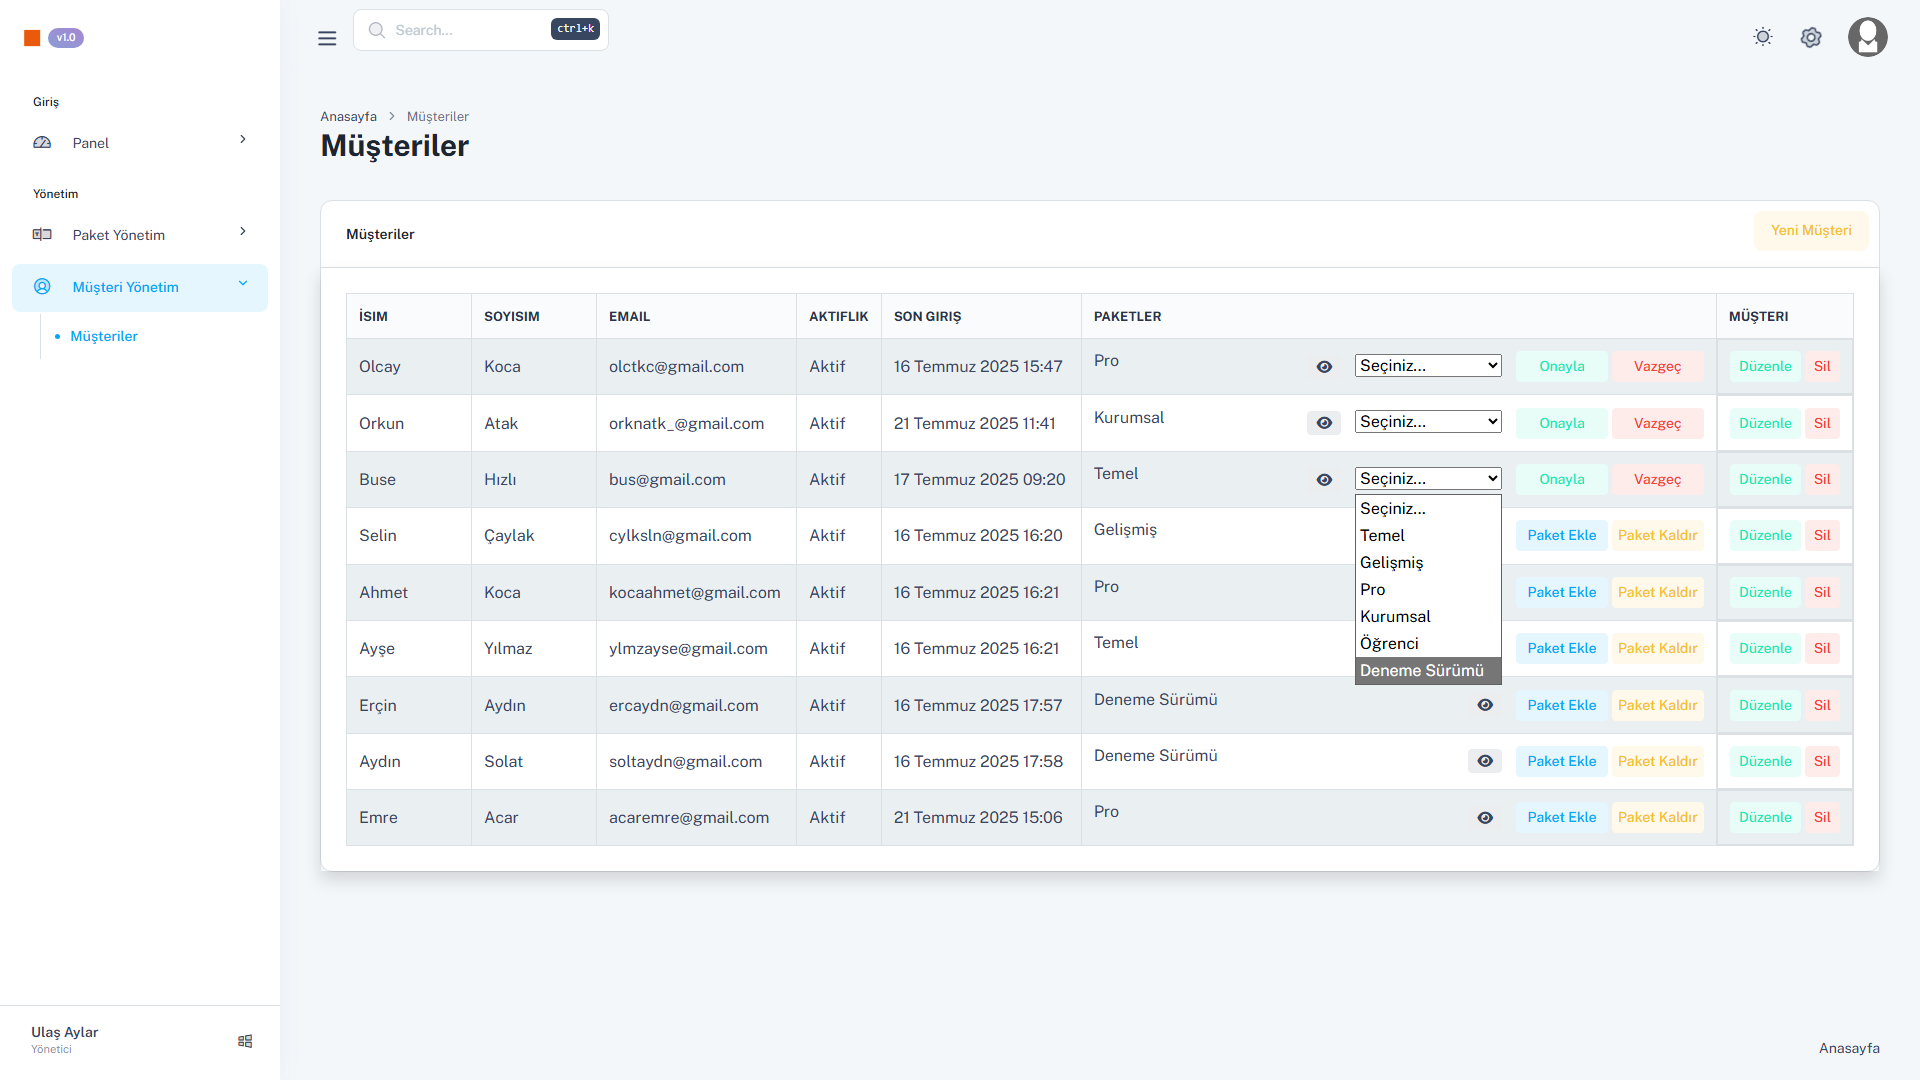 v1.0
Search...
ctrl+k
Giriş
Panel
Yönetim
Paket Yönetim
Müşteri Yönetim
Müşteriler
Anasayfa > Müşteriler
Müşteriler
Müşteriler
Yeni Müşteri
İSIM SOYISIM EMAIL AKTIFLIK SON GIRIŞ PAKETLER MÜŞTERI
Olcay Koca olctkc@gmail.com Aktif 16 Temmuz 2025 15:47 Pro Seçiniz... Onayla Vazgeç Düzenle Sil
Orkun Atak orknatk_@gmail.com Aktif 21 Temmuz 2025 11:41 Kurumsal Seçiniz... Onayla Vazgeç Düzenle Sil
Buse Hızlı bus@gmail.com Aktif 17 Temmuz 2025 09:20 Temel Seçiniz... Onayla Vazgeç Düzenle Sil
Seçiniz...
Temel
Gelişmiş
Pro
Kurumsal
Öğrenci
Deneme Sürümü
Selin Çaylak cylksln@gmail.com Aktif 16 Temmuz 2025 16:20 Gelişmiş Paket Ekle Paket Kaldır Düzenle Sil
Ahmet Koca kocaahmet@gmail.com Aktif 16 Temmuz 2025 16:21 Pro Paket Ekle Paket Kaldır Düzenle Sil
Ayşe Yılmaz ylmzayse@gmail.com Aktif 16 Temmuz 2025 16:21 Temel Paket Ekle Paket Kaldır Düzenle Sil
Erçin Aydın ercaydn@gmail.com Aktif 16 Temmuz 2025 17:57 Deneme Sürümü Paket Ekle Paket Kaldır Düzenle Sil
Aydın Solat soltaydn@gmail.com Aktif 16 Temmuz 2025 17:58 Deneme Sürümü Paket Ekle Paket Kaldır Düzenle Sil
Emre Acar acaremre@gmail.com Aktif 21 Temmuz 2025 15:06 Pro Paket Ekle Paket Kaldır Düzenle Sil
Ulaş Aylar
Yönetici
Anasayfa